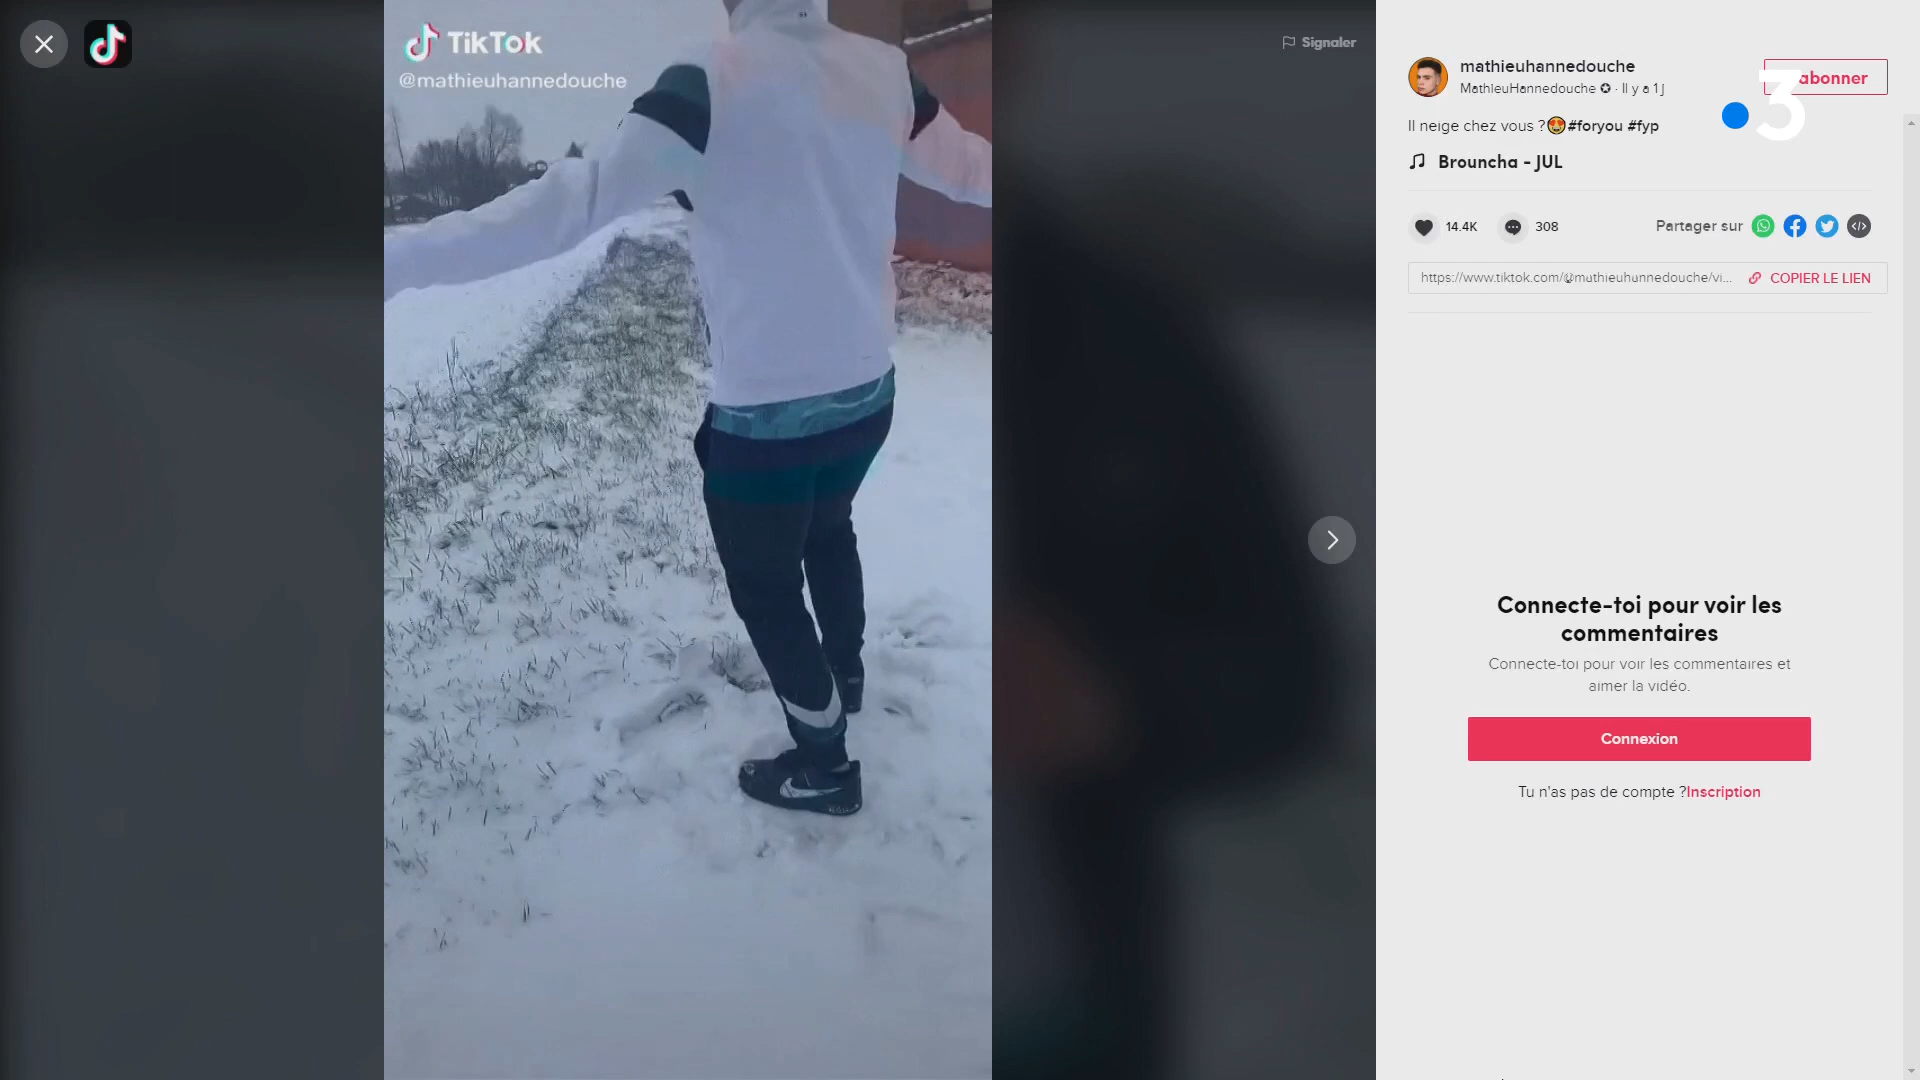 TikTok
@mathieuhannedouche
Signaler
mathieuhannedouche
MathieuHannedouche ✪ · Il y a 1 j
abonner
3
Il neige chez vous ?😍#foryou #fyp
Brouncha - JUL
14.4K
308
Partager sur
https://www.tiktok.com/@mathieuhannedouche/vi...
COPIER LE LIEN
Connecte-toi pour voir les
commentaires
Connecte-toi pour voir les commentaires et
aimer la vidéo.
Connexion
Tu n'as pas de compte ?Inscription